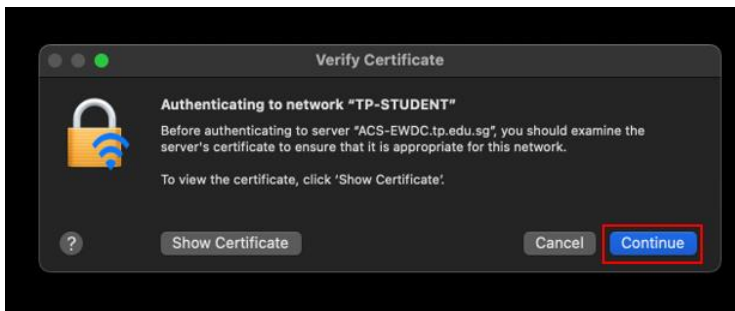 Verify Certificate
Authenticating to network "TP-STUDENT"
Before authenticating to server "ACS-EWDC.tp.edu.sg", you should examine the
server's certificate to ensure that it is appropriate for this network.
To view the certificate, click 'Show Certificate'.
? Show Certificate Cancel Continue